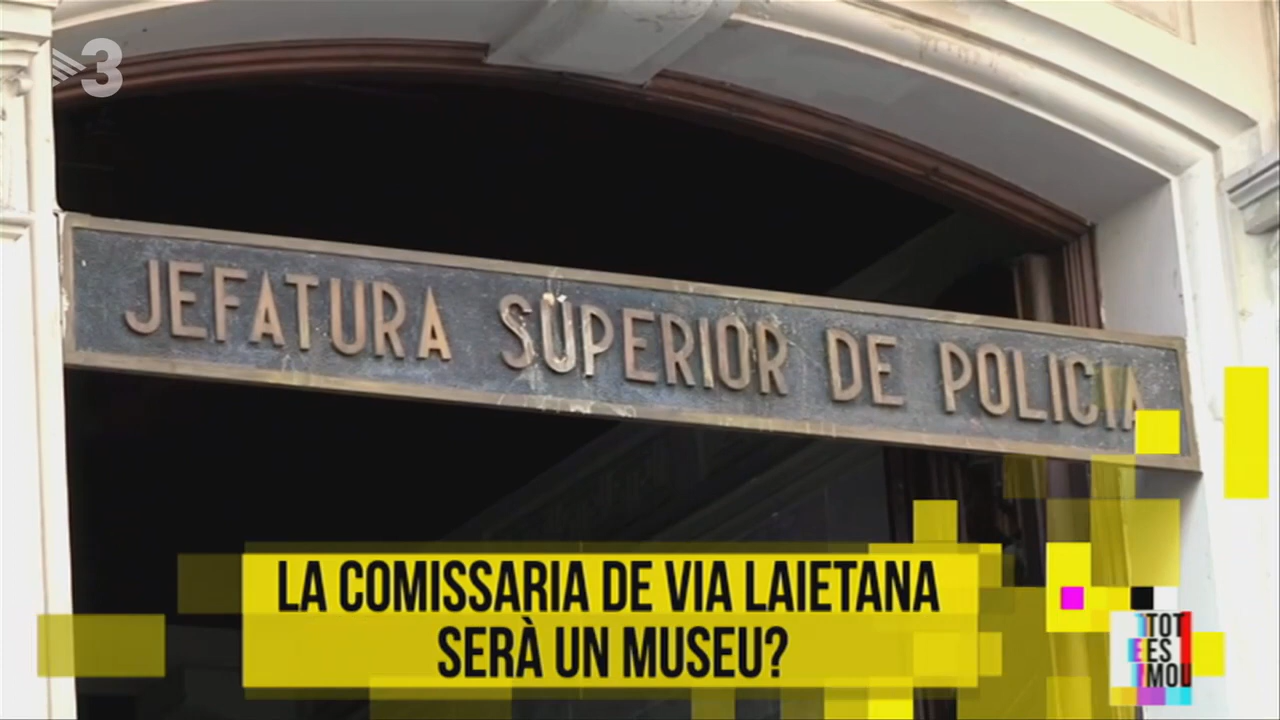 3
JEFATURA SUPERIOR DE POLICIA
LA COMISSARIA DE VIA LAIETANA
SERÀ UN MUSEU?
TOT
ES
MOU